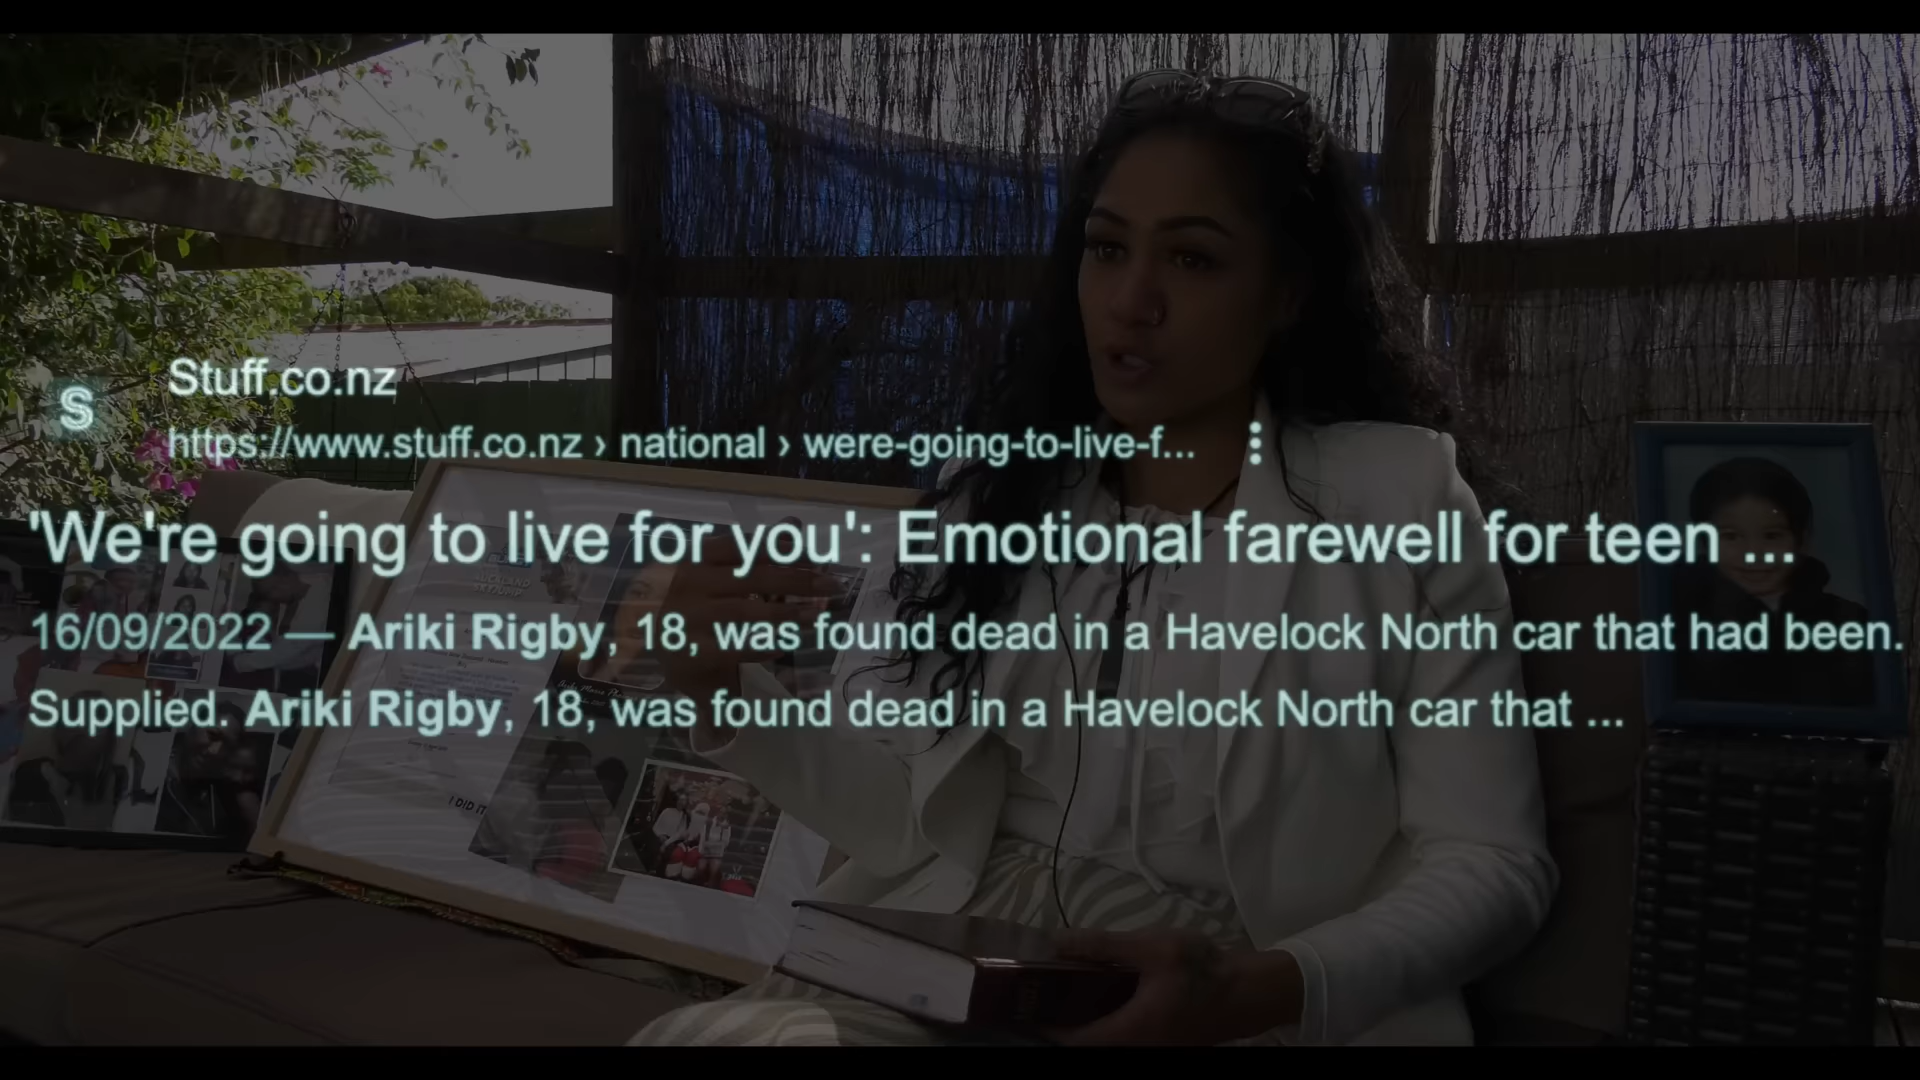 Stuff.co.nz
S
https://www.stuff.co.nz › national › were-going-to-live-f...
'We're going to live for you': Emotional farewell for teen ...
16/09/2022 — Ariki Rigby, 18, was found dead in a Havelock North car that had been.
Supplied. Ariki Rigby, 18, was found dead in a Havelock North car that ...
I DID IT